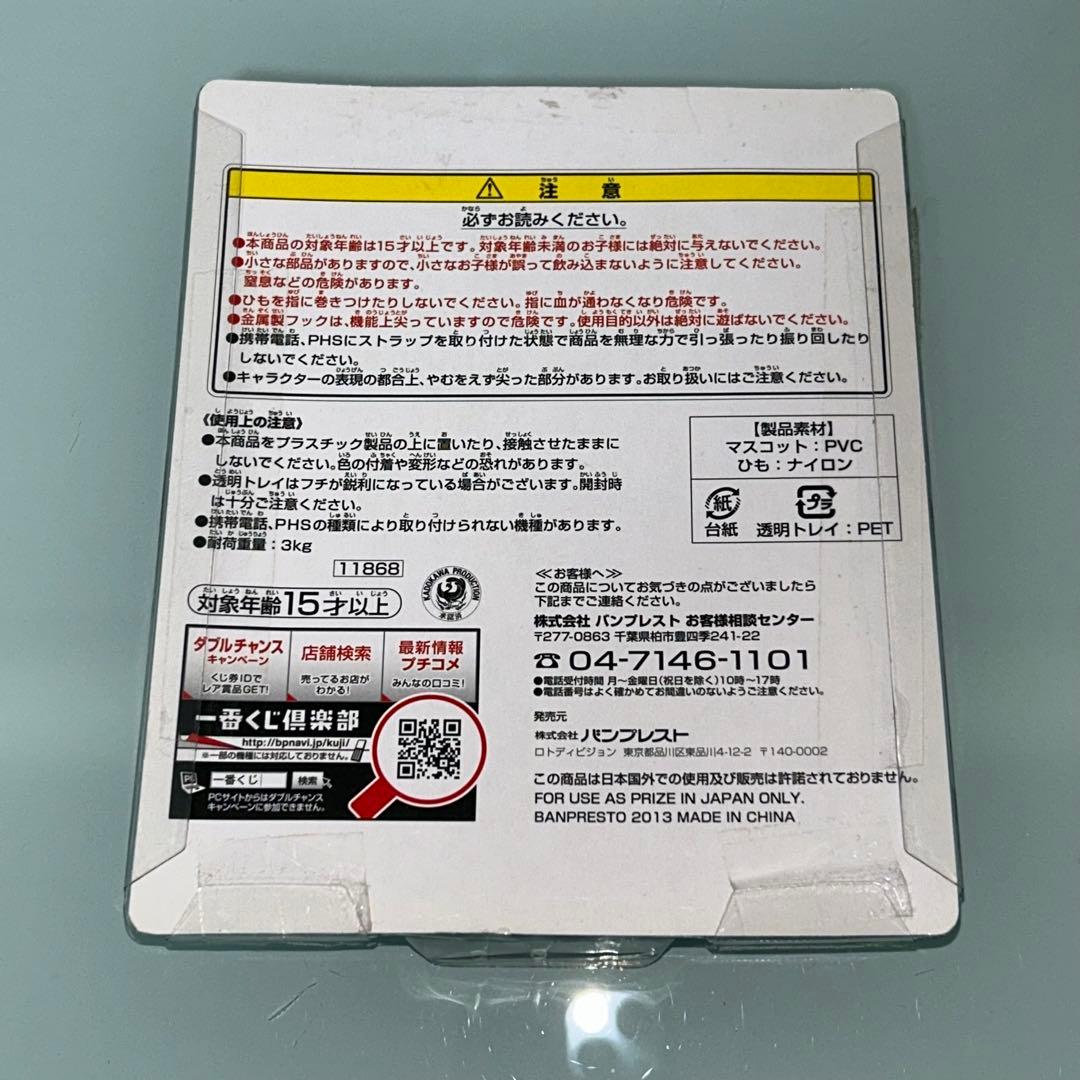 注意
必ずお読みください。
●本商品の対象年齢は15才以上です。対象年齢未満のお子様には絶対に与えないでください。
●小さな部品がありますので、小さなお子様が誤って飲み込まないように注意してください。
窒息などの危険があります。
●ひもを指に巻きつけたりしないでください。指に血が通わなくなり危険です。
●金属製フックは、機能上尖っていますので危険です。使用目的以外は絶対に遊ばないでください。
●携帯電話、PHSにストラップを取り付けた状態で商品を無理な力で引っ張ったり振り回したり
しないでください。
●キャラクターの表現の都合上、やむをえず尖った部分があります。お取り扱いにはご注意ください。
《使用上の注意》
●本商品をプラスチック製品の上に置いたり、接触させたままに
しないでください。色の付着や変形などの恐れがあります。
●透明トレイはフチが鋭利になっている場合がございます。開封時
は十分ご注意ください。
●携帯電話、PHSの種類により取り付けられない機種があります。
●耐荷重量:3kg
【製品素材】
マスコット:PVC
ひも:ナイロン
紙
プラ
台紙 透明トレイ:PET
11868
対象年齢15才以上
KADOKAWA PRODUCTION
承認済
≪お客様へ≫
この商品についてお気づきの点がございましたら
下記までご連絡ください。
株式会社 バンプレスト お客様相談センター
〒277-0863 千葉県柏市豊四季241-22
☎04-7146-1101
●電話受付時間 月〜金曜日(祝日を除く)10時〜17時
●電話番号はよく確かめてお間違いのないようご注意ください。
発売元
株式会社 バンプレスト
ロトディビジョン 東京都品川区東品川4-12-2 〒140-0002
この商品は日本国外での使用及び販売は許諾されておりません。
FOR USE AS PRIZE IN JAPAN ONLY.
BANPRESTO 2013 MADE IN CHINA
ダブルチャンス
キャンペーン
くじ券IDで
レア賞品GET!
店舗検索
売ってるお店が
わかる!
最新情報
プチコメ
みんなの口コミ!
一番くじ倶楽部
http://bpnavi.jp/kuji/
※一部の機種には対応しておりません。
PC 一番くじ 検索
PCサイトからはダブルチャンス
キャンペーンに参加できません。